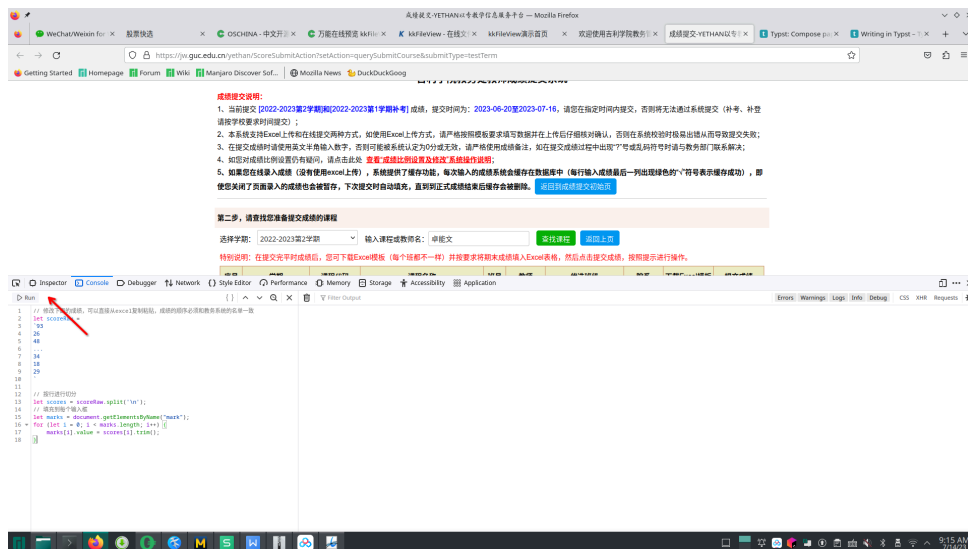 成绩提交-YETHAN以专教学信息服务平台 — Mozilla Firefox
WeChat/Weixin for
股票快选
OSCHINA - 中文开源
万能在线预览 kkFile
kkFileView - 在线文
kkFileView演示首页
欢迎使用吉利学院教务管
成绩提交-YETHAN以专
Typst: Compose pa
Writing in Typst – T
https://jw.guc.edu.cn/yethan/ScoreSubmitAction?setAction=querySubmitCourse&submitType=testTerm
Getting Started Homepage Forum Wiki Manjaro Discover Sof... Mozilla News DuckDuckGoog
成绩提交说明:
1、当前提交 [2022-2023第2学期]和[2022-2023第1学期补考] 成绩，提交时间为：2023-06-20至2023-07-16，请您在指定时间内提交，否则将无法通过系统提交（补考、补登
请按学校要求时间提交）；
2、本系统支持Excel上传和在线提交两种方式，如使用Excel上传方式，请严格按照模板要求填写数据并在上传后仔细核对确认，否则在系统校验时极易出错从而导致提交失败；
3、在提交成绩时请使用英文半角输入数字，否则可能被系统认定为0分或无效，请严格使用成绩备注，如在提交成绩过程中出现"?"号或乱码符号时请与教务部门联系解决；
4、如您对成绩比例设置仍有疑问，请点击此处 查看"成绩比例设置及修改"系统操作说明；
5、如果您在线录入成绩（没有使用excel上传），系统提供了缓存功能，每次输入的成绩系统会缓存在数据库中（每行输入成绩最后一列出现绿色的"√"符号表示缓存成功），即
使您关闭了页面录入的成绩也会被暂存，下次提交时自动填充，直到到正式成绩结束后缓存会被删除。 返回到成绩提交初始页
第二步，请查找您准备提交成绩的课程
选择学期: 2022-2023第2学期 输入课程或教师名: 卓能文 查找课程 返回上页
特别说明：在提交完平时成绩后，您可下载Excel模板（每个班都不一样）并按要求将期末成绩填入Excel表格，然后点击提交成绩，按照提示进行操作。
Inspector Console Debugger Network Style Editor Performance Memory Storage Accessibility Application
Run Filter Output Errors Warnings Logs Info Debug CSS XHR Requests
1 // 修改下面的成绩，可以直接从excel复制粘贴，成绩的顺序必须和教务系统的名单一致
2 let scoreRaw =
3 `93
4 26
5 48
6 ...
7 34
8 18
9 29
10 `
11
12 // 按行进行切分
13 let scores = scoreRaw.split('\n');
14 // 填充到每个输入框
15 let marks = document.getElementsByName("mark");
16 for (let i = 0; i < marks.length; i++) {
17 marks[i].value = scores[i].trim();
18 }
9:15 AM
7/14/23